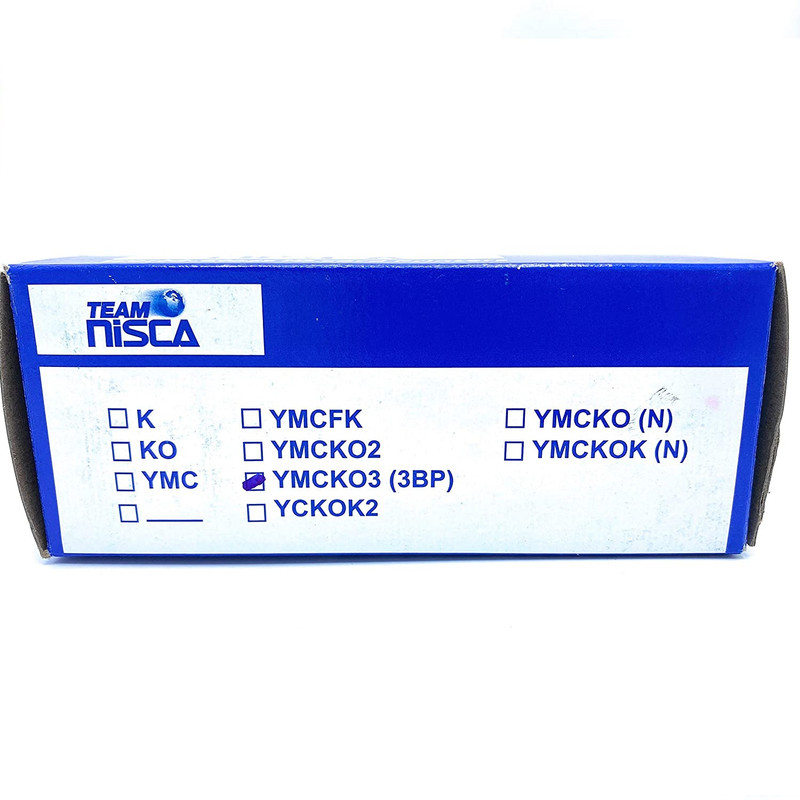 TEAM
NiSCA
K
KO
YMC
YMCFK
YMCKO2
YMCKO3 (3BP)
YCKOK2
YMCKO (N)
YMCKOK (N)